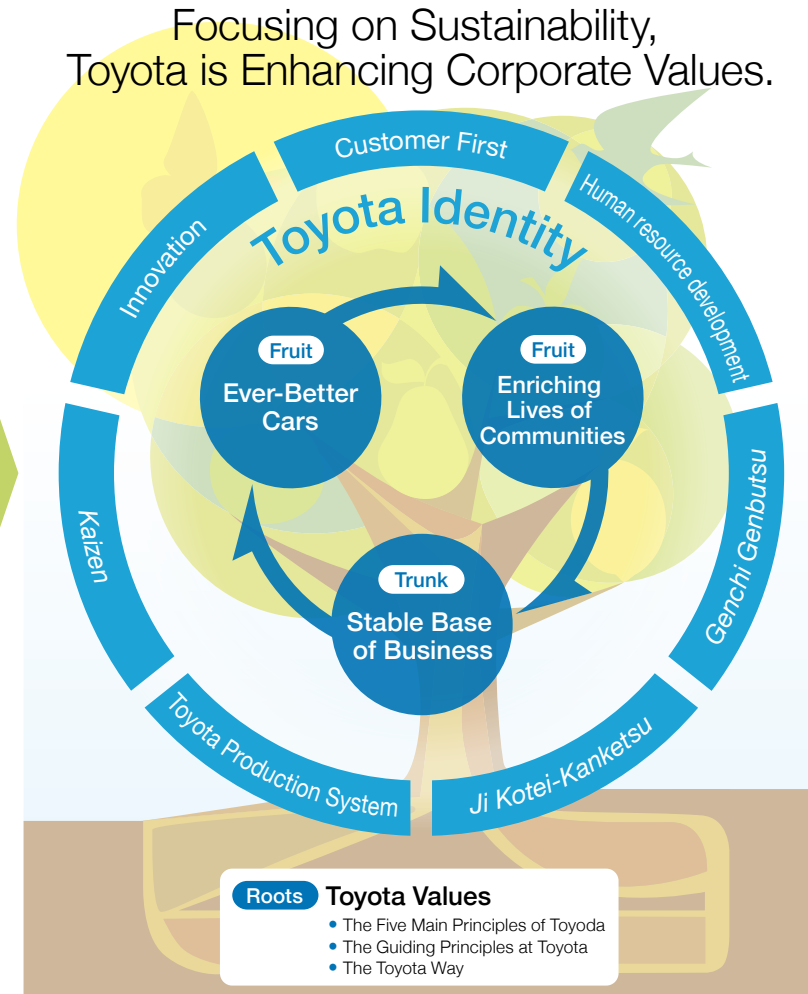 Focusing on Sustainability,
Toyota is Enhancing Corporate Values.
Customer First
Innovation
Human resource development
Toyota Identity
Fruit
Ever-Better
Cars
Fruit
Enriching
Lives of
Communities
Kaizen
Genchi Genbutsu
Trunk
Stable Base
of Business
Toyota Production System
Ji Kotei-Kanketsu
Roots Toyota Values
• The Five Main Principles of Toyoda
• The Guiding Principles at Toyota
• The Toyota Way